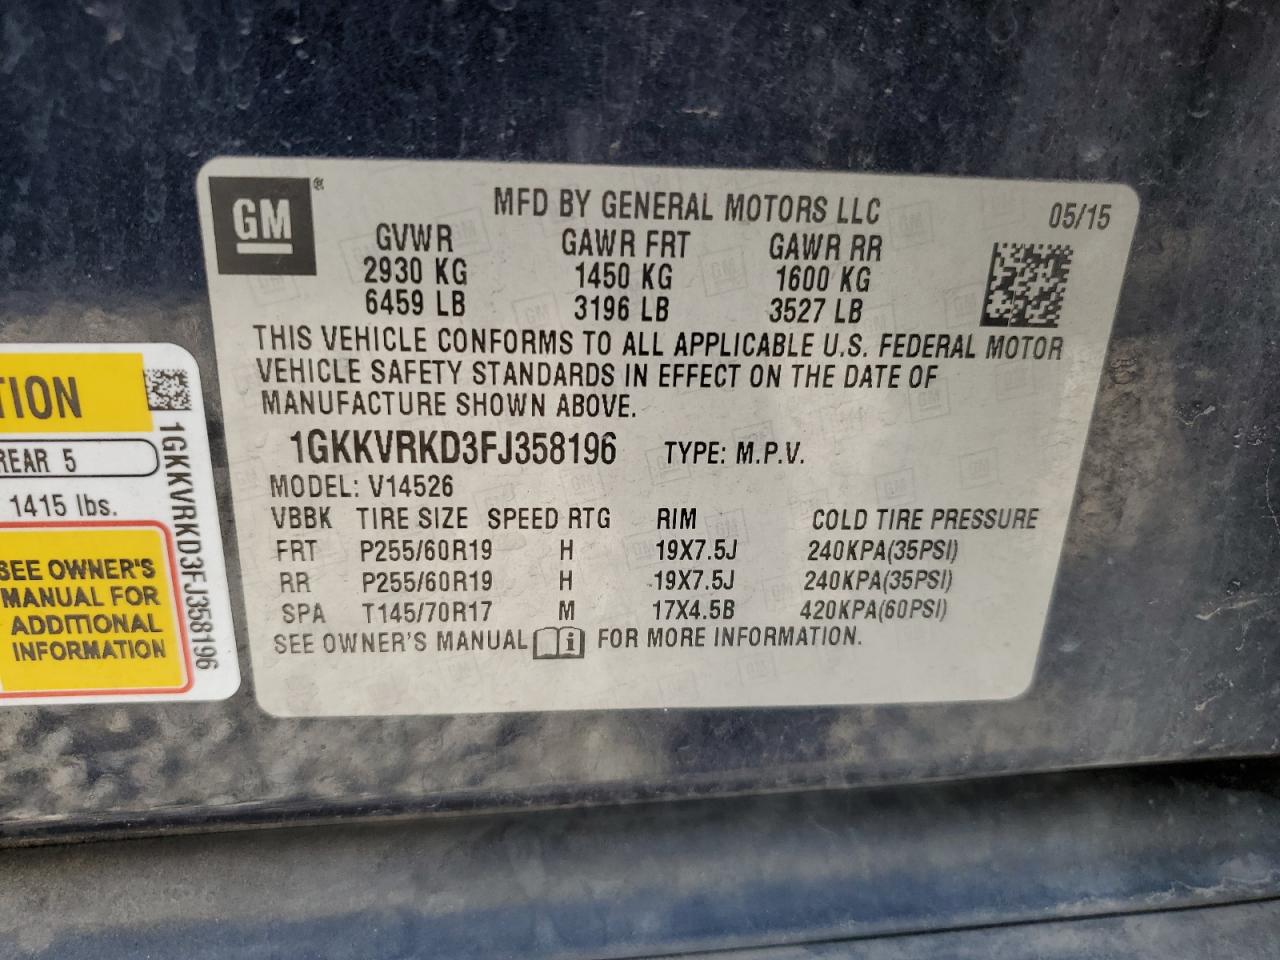 GM ®
MFD BY GENERAL MOTORS LLC 05/15
GVWR GAWR FRT GAWR RR
2930 KG 1450 KG 1600 KG
6459 LB 3196 LB 3527 LB
THIS VEHICLE CONFORMS TO ALL APPLICABLE U.S. FEDERAL MOTOR
VEHICLE SAFETY STANDARDS IN EFFECT ON THE DATE OF
MANUFACTURE SHOWN ABOVE.
1GKKVRKD3FJ358196 TYPE: M.P.V.
MODEL: V14526
VBBK TIRE SIZE SPEED RTG RIM COLD TIRE PRESSURE
FRT P255/60R19 H 19X7.5J 240KPA(35PSI)
RR P255/60R19 H 19X7.5J 240KPA(35PSI)
SPA T145/70R17 M 17X4.5B 420KPA(60PSI)
SEE OWNER'S MANUAL FOR MORE INFORMATION.
TION
REAR 5
1415 lbs.
SEE OWNER'S
MANUAL FOR
ADDITIONAL
INFORMATION
1GKKVRKD3FJ358196